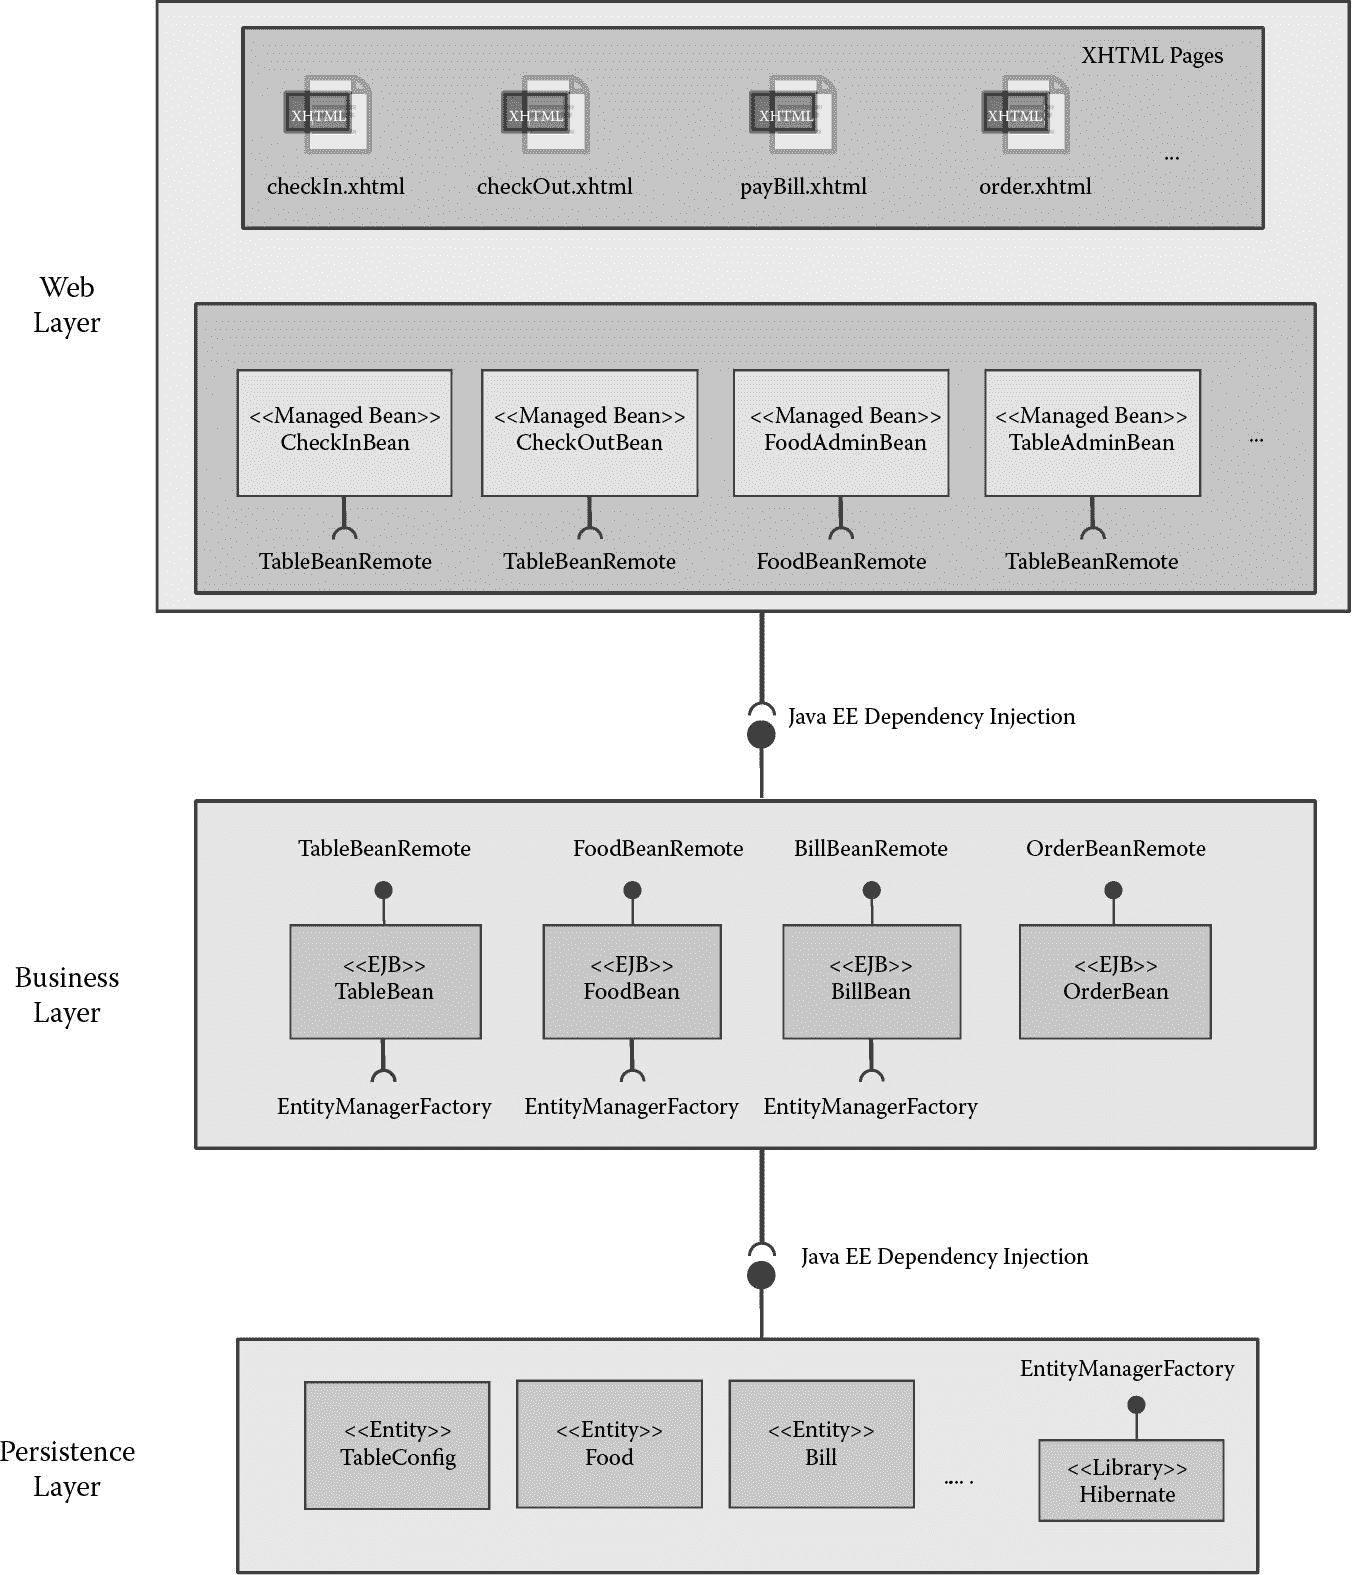 XHTML Pages
XHTML
XHTML
XHTML
XHTML
...
checkIn.xhtml
checkOut.xhtml
payBill.xhtml
order.xhtml
Web
Layer
<<Managed Bean>>
CheckInBean
<<Managed Bean>>
CheckOutBean
<<Managed Bean>>
FoodAdminBean
<<Managed Bean>>
TableAdminBean
...
TableBeanRemote
TableBeanRemote
FoodBeanRemote
TableBeanRemote
Java EE Dependency Injection
Business
Layer
TableBeanRemote
FoodBeanRemote
BillBeanRemote
OrderBeanRemote
<<EJB>>
TableBean
<<EJB>>
FoodBean
<<EJB>>
BillBean
<<EJB>>
OrderBean
EntityManagerFactory
EntityManagerFactory
EntityManagerFactory
Java EE Dependency Injection
Persistence
Layer
EntityManagerFactory
<<Entity>>
TableConfig
<<Entity>>
Food
<<Entity>>
Bill
.... .
<<Library>>
Hibernate